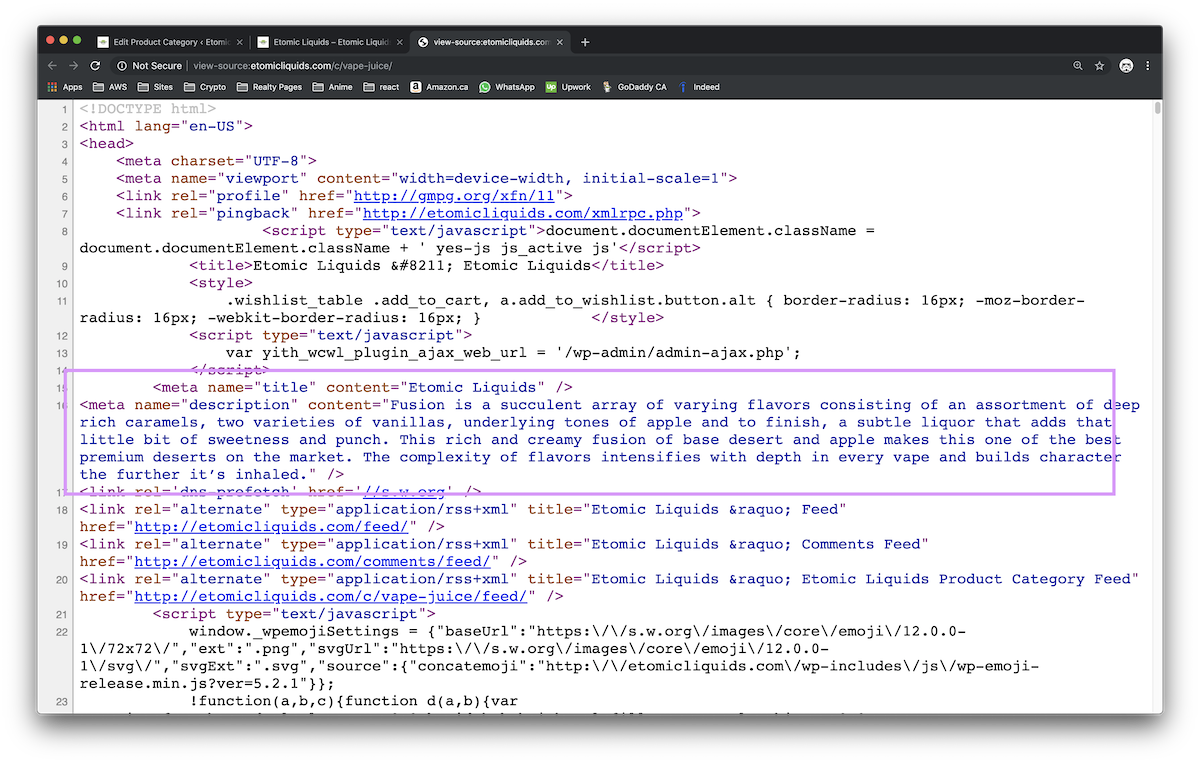 Edit Product Category ‹ Etomic
Etomic Liquids – Etomic Liquids
view-source:etomicliquids.com
Not Secure | view-source:etomicliquids.com/c/vape-juice/
Apps AWS Sites Crypto Realty Pages Anime react Amazon.ca WhatsApp Upwork GoDaddy CA Indeed
1 <!DOCTYPE html>
2 <html lang="en-US">
3 <head>
4 <meta charset="UTF-8">
5 <meta name="viewport" content="width=device-width, initial-scale=1">
6 <link rel="profile" href="http://gmpg.org/xfn/11">
7 <link rel="pingback" href="http://etomicliquids.com/xmlrpc.php">
8 <script type="text/javascript">document.documentElement.className =
document.documentElement.className + ' yes-js js_active js'</script>
9 <title>Etomic Liquids &#8211; Etomic Liquids</title>
10 <style>
11 .wishlist_table .add_to_cart, a.add_to_wishlist.button.alt { border-radius: 16px; -moz-border-
radius: 16px; -webkit-border-radius: 16px; } </style>
12 <script type="text/javascript">
13 var yith_wcwl_plugin_ajax_web_url = '/wp-admin/admin-ajax.php';
14 </script>
15 <meta name="title" content="Etomic Liquids" />
16 <meta name="description" content="Fusion is a succulent array of varying flavors consisting of an assortment of deep
rich caramels, two varieties of vanillas, underlying tones of apple and to finish, a subtle liquor that adds that
little bit of sweetness and punch. This rich and creamy fusion of base desert and apple makes this one of the best
premium deserts on the market. The complexity of flavors intensifies with depth in every vape and builds character
the further it’s inhaled." />
17 <link rel='dns-prefetch' href='//s.w.org' />
18 <link rel="alternate" type="application/rss+xml" title="Etomic Liquids &raquo; Feed"
href="http://etomicliquids.com/feed/" />
19 <link rel="alternate" type="application/rss+xml" title="Etomic Liquids &raquo; Comments Feed"
href="http://etomicliquids.com/comments/feed/" />
20 <link rel="alternate" type="application/rss+xml" title="Etomic Liquids &raquo; Etomic Liquids Product Category Feed"
href="http://etomicliquids.com/c/vape-juice/feed/" />
21 <script type="text/javascript">
22 window._wpemojiSettings = {"baseUrl":"https:\/\/s.w.org\/images\/core\/emoji\/12.0.0-
1\/72x72\/","ext":".png","svgUrl":"https:\/\/s.w.org\/images\/core\/emoji\/12.0.0-
1\/svg\/","svgExt":".svg","source":{"concatemoji":"http:\/\/etomicliquids.com\/wp-includes\/js\/wp-emoji-
release.min.js?ver=5.2.1"}};
23 !function(a,b,c){function d(a,b){var